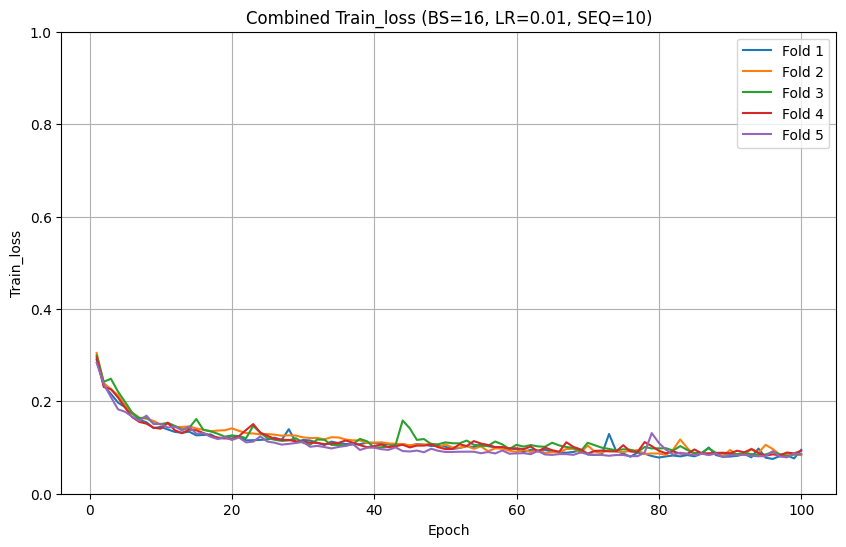 Combined Train_loss (BS=16, LR=0.01, SEQ=10)
Fold 1
Fold 2
Fold 3
Fold 4
Fold 5
Train_loss
1.0
0.8
0.6
0.4
0.2
0.0
0 20 40 60 80 100
Epoch